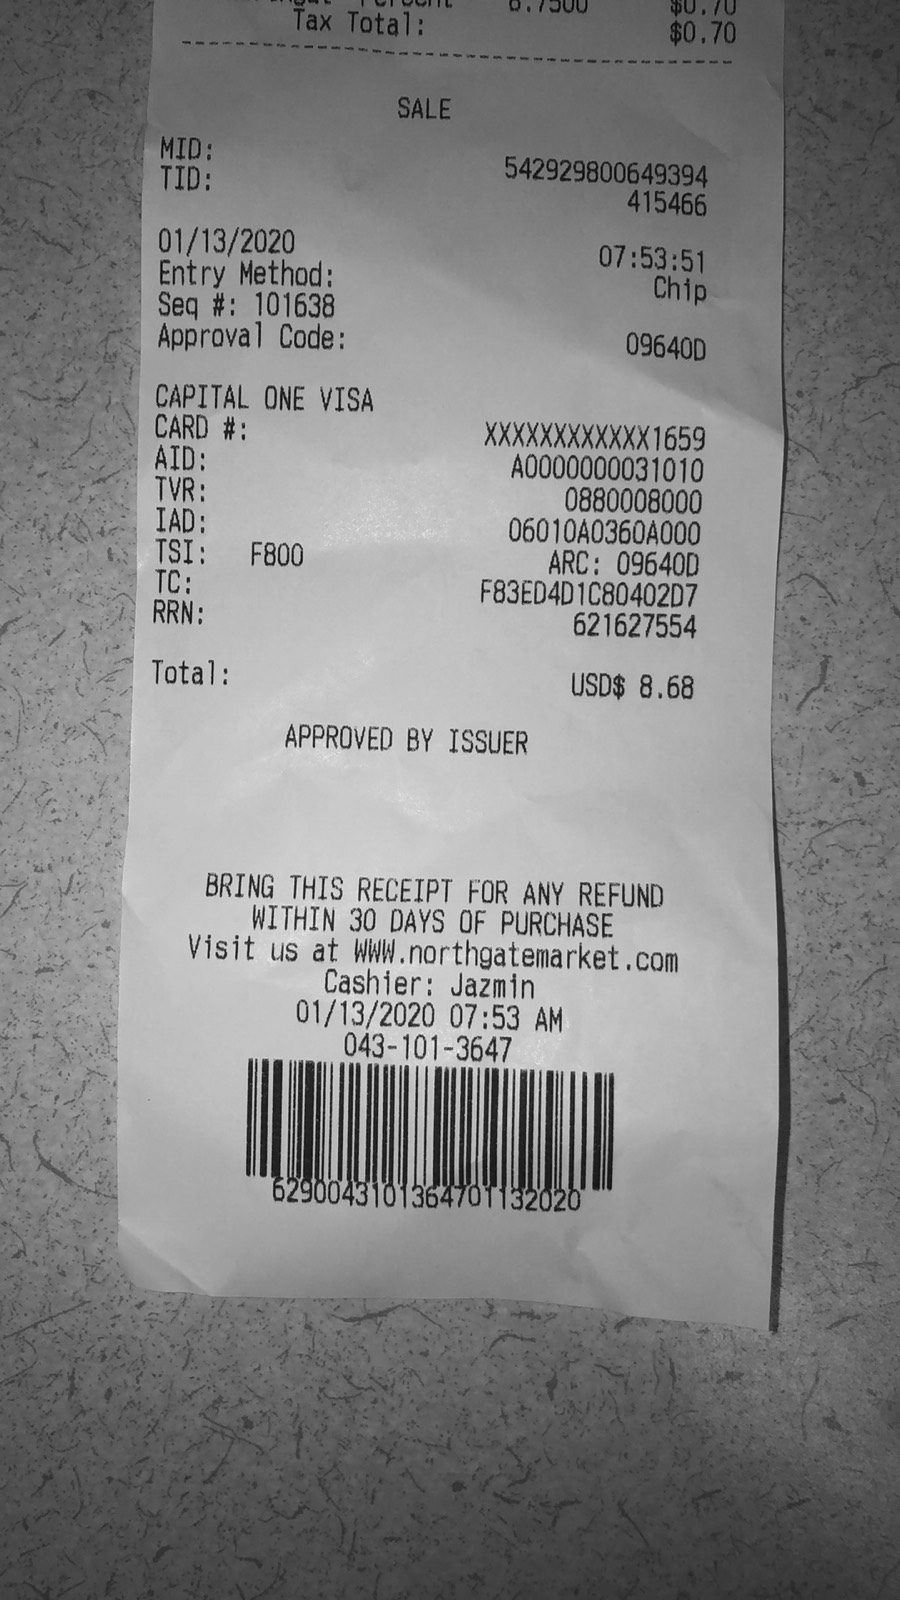 Percent 8.7500 $0.70
Tax Total: $0.70
SALE
MID: 542929800649394
TID: 415466
01/13/2020 07:53:51
Entry Method: Chip
Seq #: 101638
Approval Code: 09640D
CAPITAL ONE VISA
CARD #: XXXXXXXXXXXX1659
AID: A0000000031010
TVR: 0880008000
IAD: 06010A0360A000
TSI: F800 ARC: 09640D
TC: F83ED4D1C80402D7
RRN: 621627554
Total: USD$ 8.68
APPROVED BY ISSUER
BRING THIS RECEIPT FOR ANY REFUND
WITHIN 30 DAYS OF PURCHASE
Visit us at WWW.northgatemarket.com
Cashier: Jazmin
01/13/2020 07:53 AM
043-101-3647
6290043101364701132020